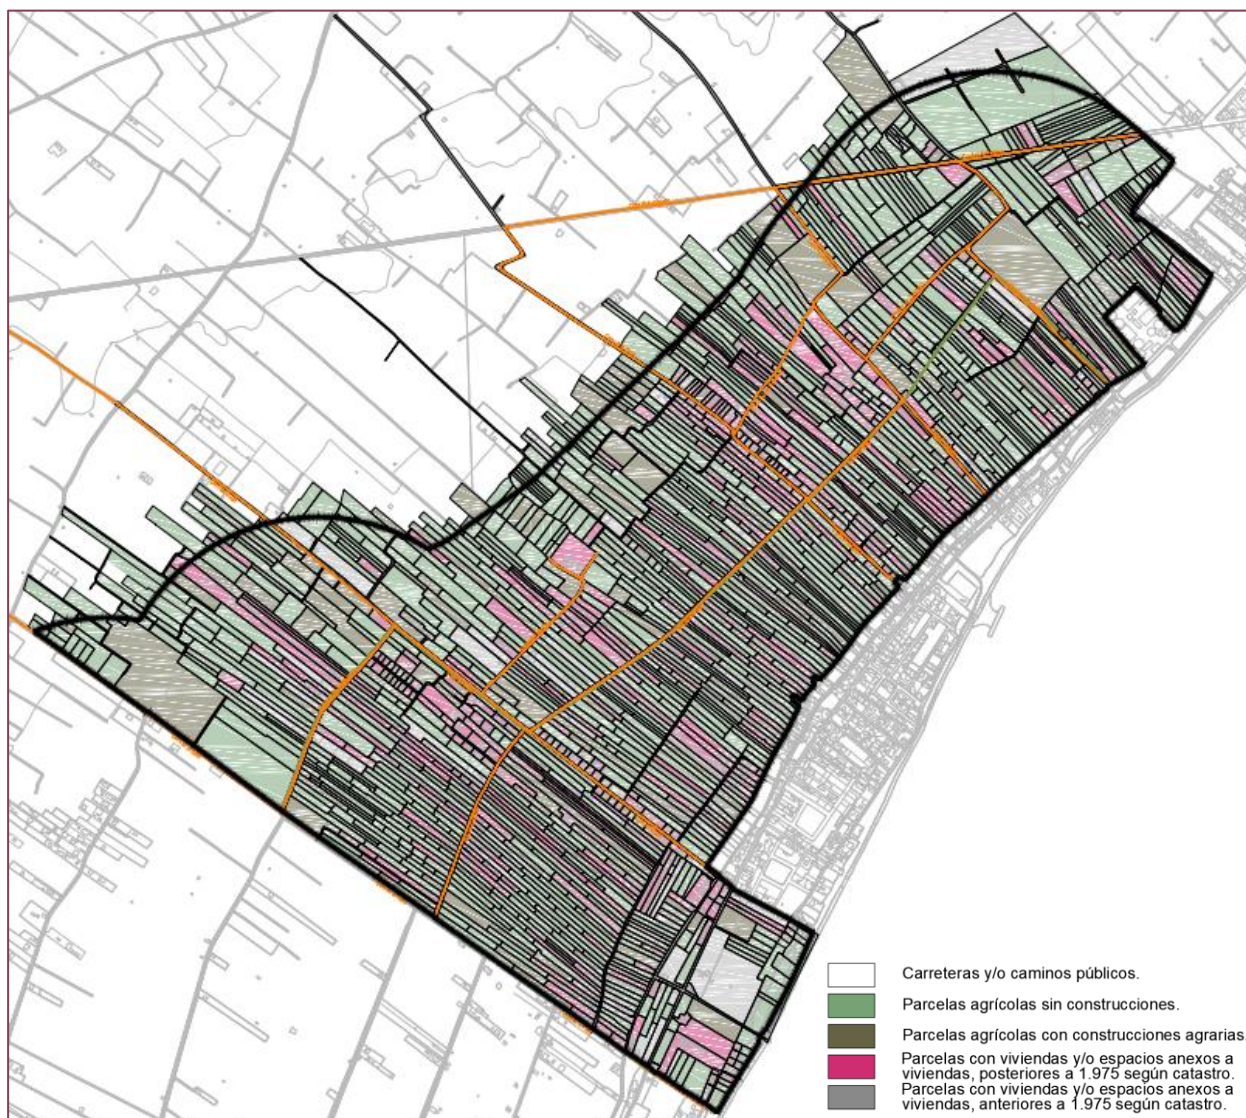 Carreteras y/o caminos públicos.
Parcelas agrícolas sin construcciones.
Parcelas agrícolas con construcciones agrarias.
Parcelas con viviendas y/o espacios anexos a
viviendas, posteriores a 1.975 según catastro.
Parcelas con viviendas y/o espacios anexos a
viviendas, anteriores a 1.975 según catastro.